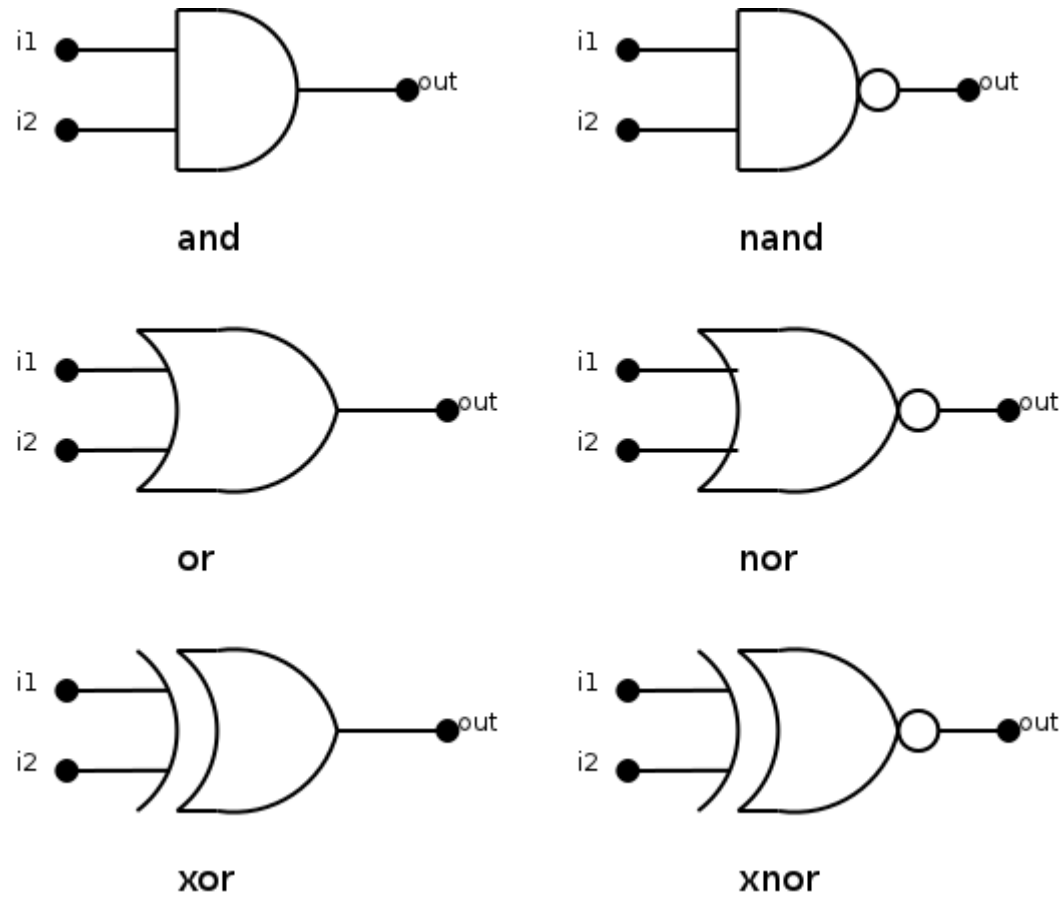 i1 out i1 out
i2 i2
and nand
i1 out i1 out
i2 i2
or nor
i1 out i1 out
i2 i2
xor xnor